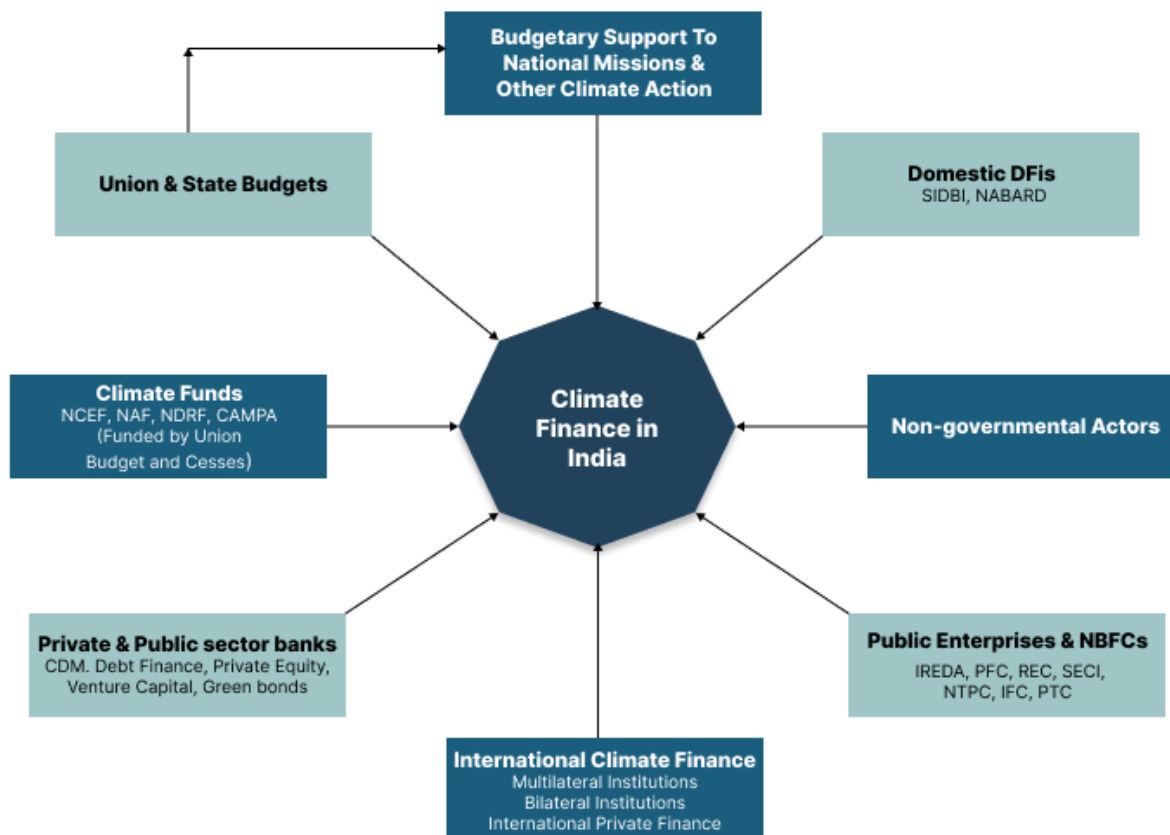 Budgetary Support To
National Missions &
Other Climate Action
Union & State Budgets
Domestic DFis
SIDBI, NABARD
Climate Funds
NCEF, NAF, NDRF, CAMPA
(Funded by Union
Budget and Cesses)
Climate
Finance in
India
Non-governmental Actors
Private & Public sector banks
CDM. Debt Finance, Private Equity,
Venture Capital, Green bonds
Public Enterprises & NBFCs
IREDA, PFC, REC, SECI,
NTPC, IFC, PTC
International Climate Finance
Multilateral Institutions
Bilateral Institutions
International Private Finance